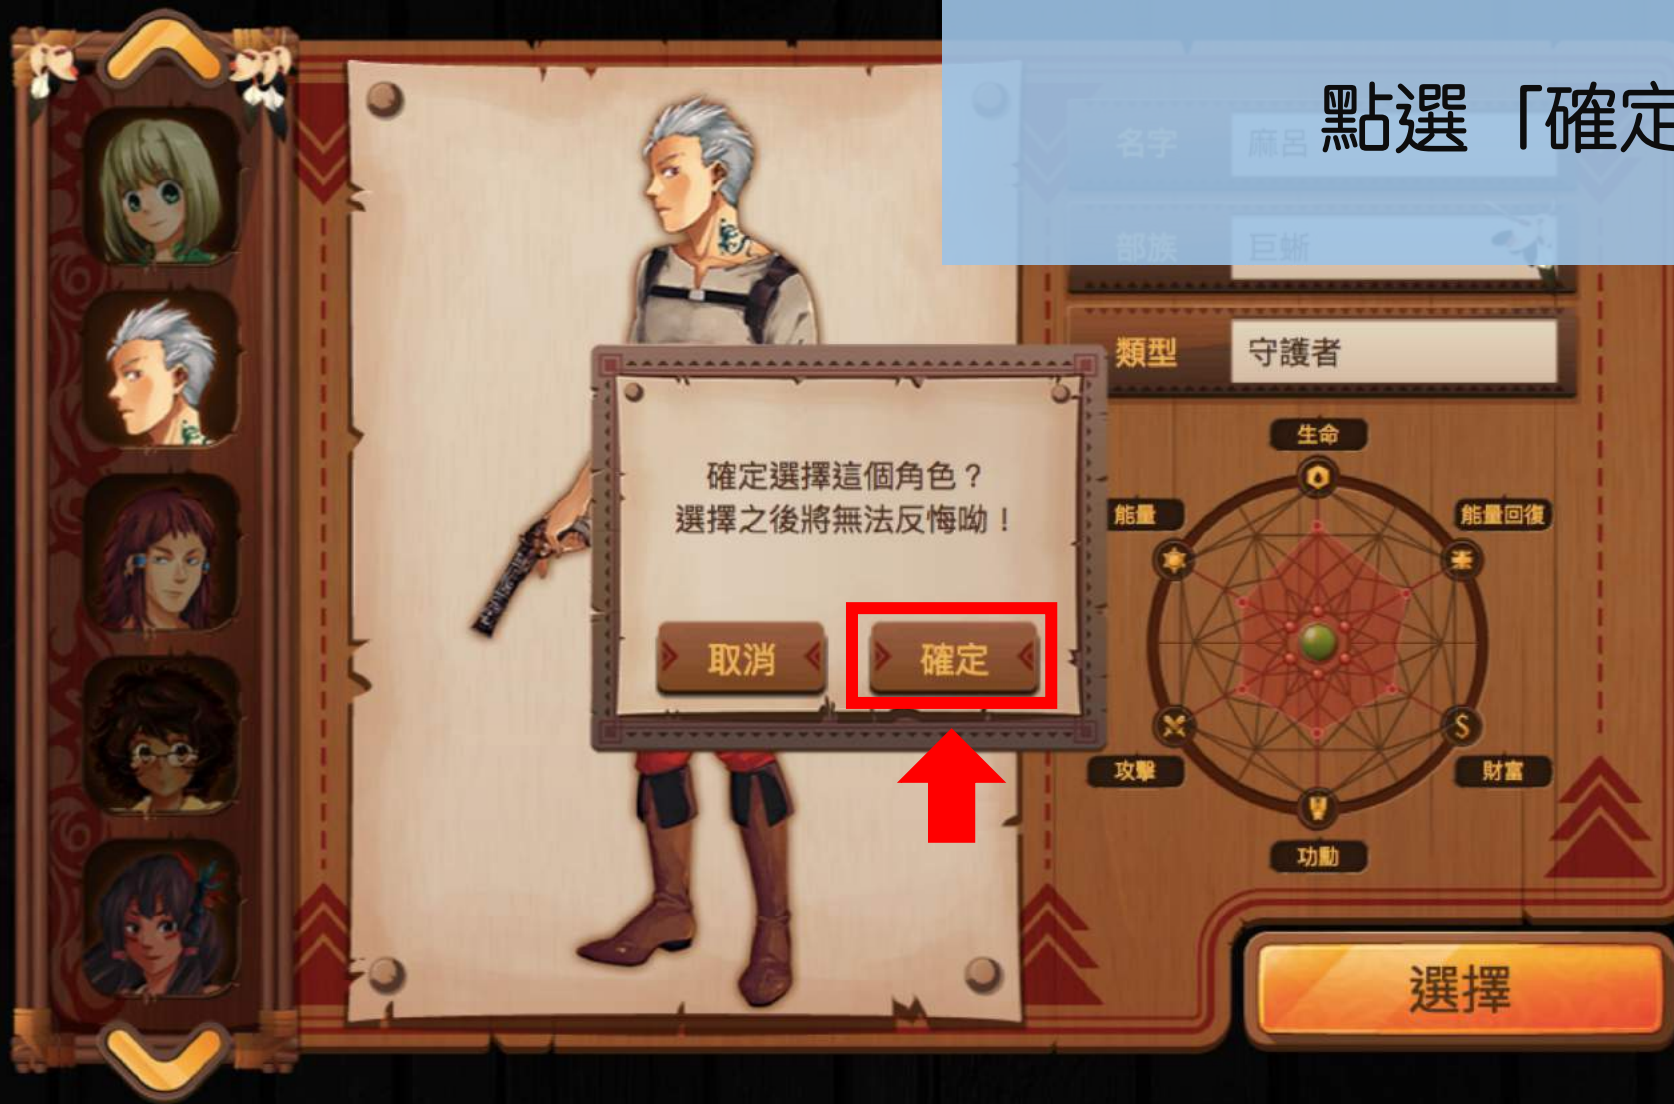 點選「確定
名字 麻呂
部族 巨蜥
類型 守護者
確定選擇這個角色？
選擇之後將無法反悔呦！
取消 確定
生命
能量 能量回復
攻擊 財富
功勳
選擇